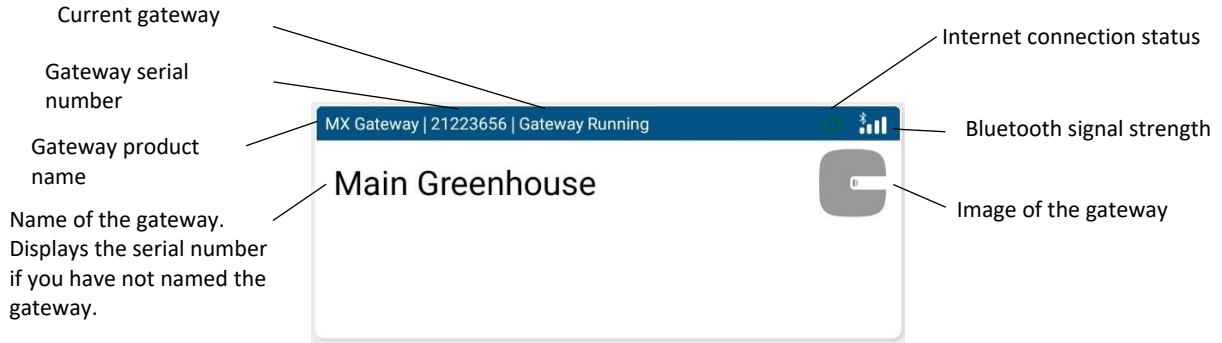 Current gateway
Internet connection status
Gateway serial
number
MX Gateway | 21223656 | Gateway Running
Bluetooth signal strength
Gateway product
name
Main Greenhouse
Image of the gateway
Name of the gateway.
Displays the serial number
if you have not named the
gateway.